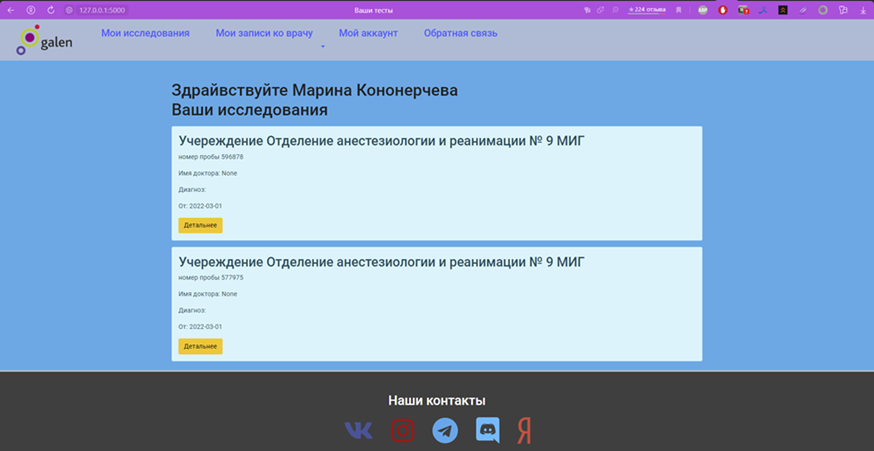 127.0.0.1:5000
Ваши тесты
224 отзыва
galen
Мои исследования
Мои записи ко врачу
Мой аккаунт
Обратная связь
Здрайвствуйте Марина Кононерчева
Ваши исследования
Учереждение Отделение анестезиологии и реанимации № 9 МИГ
номер пробы 596878
Имя доктора: None
Диагноз:
От: 2022-03-01
Детальнее
Учереждение Отделение анестезиологии и реанимации № 9 МИГ
номер пробы 577975
Имя доктора: None
Диагноз:
От: 2022-03-01
Детальнее
Наши контакты